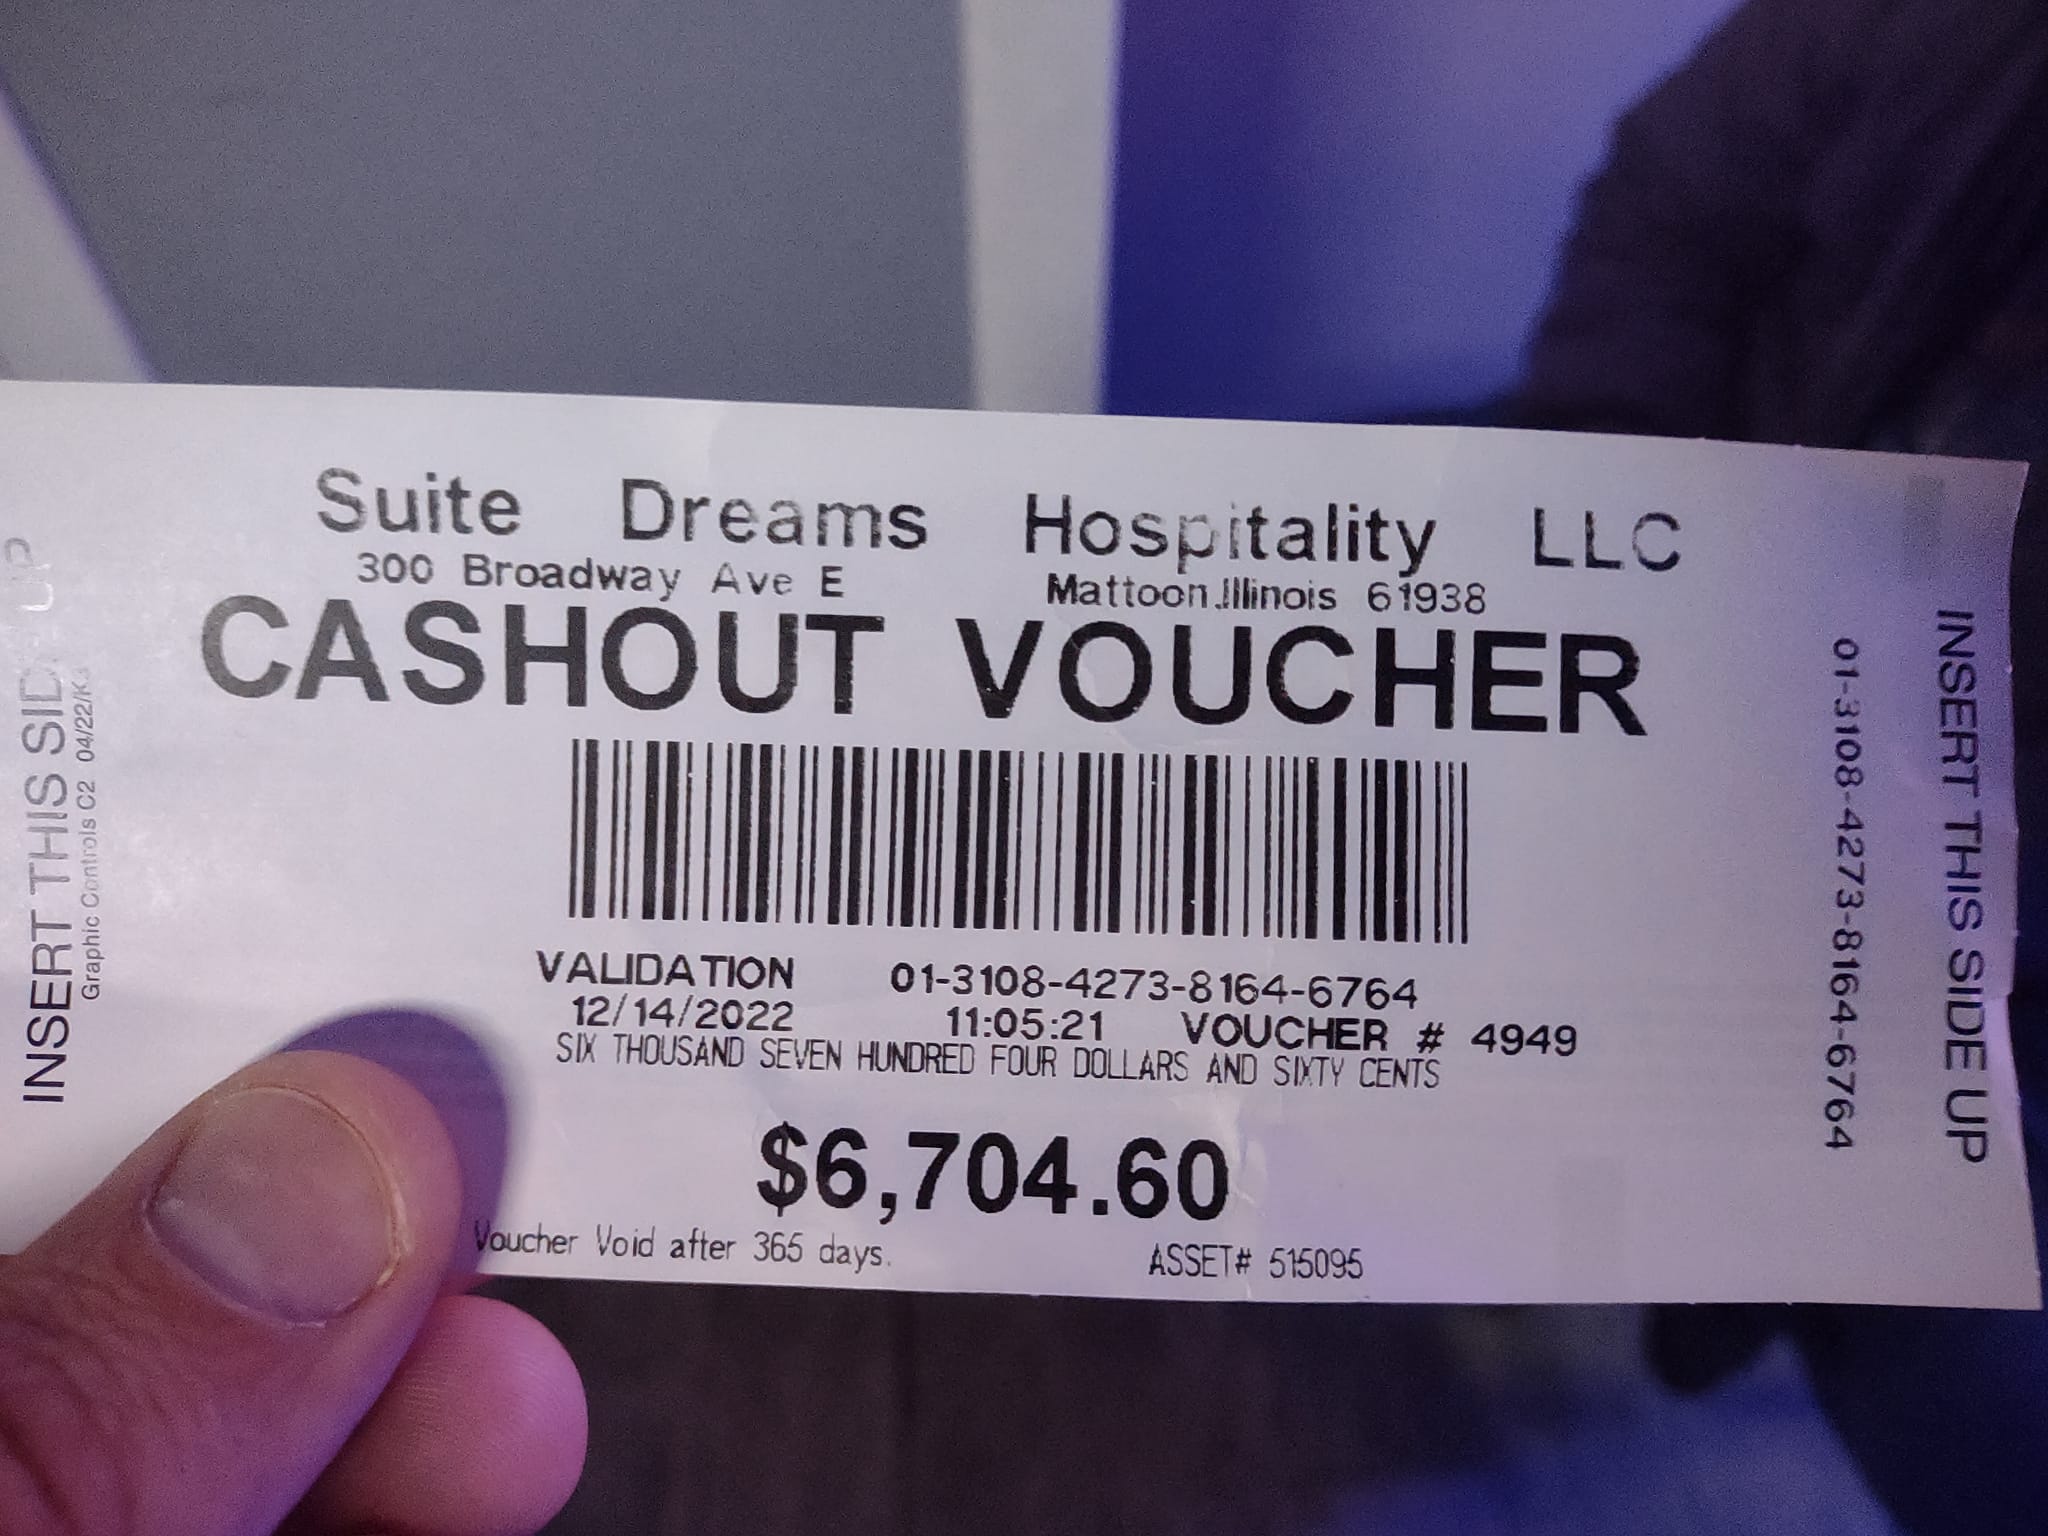 Suite Dreams Hospitality LLC
300 Broadway Ave E Mattoon,Illinois 61938
CASHOUT VOUCHER
VALIDATION 01-3108-4273-8164-6764
12/14/2022 11:05:21 VOUCHER # 4949
SIX THOUSAND SEVEN HUNDRED FOUR DOLLARS AND SIXTY CENTS
$6,704.60
Voucher Void after 365 days. ASSET# 515095
INSERT THIS UP
Graphic Controls C2 04/22/
01-3108-4273-8164-6764
INSERT THIS SIDE UP